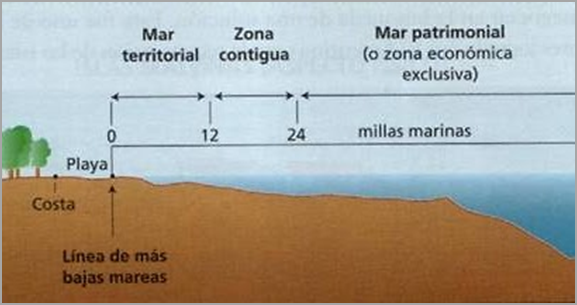 Mar
territorial
Zona
contigua
Mar patrimonial
(o zona económica
exclusiva)
0
12
24
millas marinas
Playa
Costa
Línea de más
bajas mareas